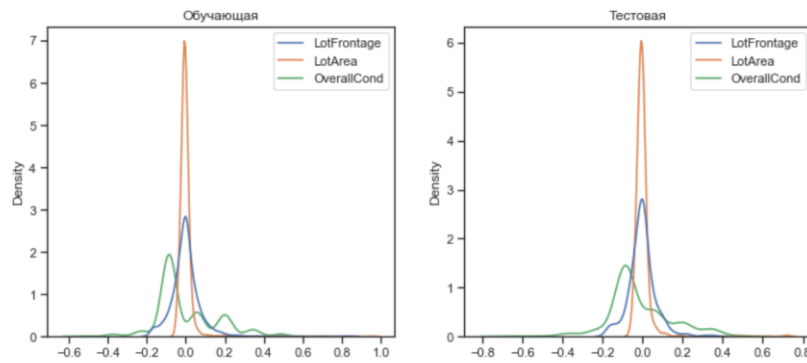 Обучающая
7
6
5
4
3
2
1
0
Density
−0.6 −0.4 −0.2 0.0 0.2 0.4 0.6 0.8 1.0
LotFrontage
LotArea
OverallCond
Тестовая
6
5
4
3
2
1
0
Density
−0.8 −0.6 −0.4 −0.2 0.0 0.2 0.4 0.6 0.8
LotFrontage
LotArea
OverallCond